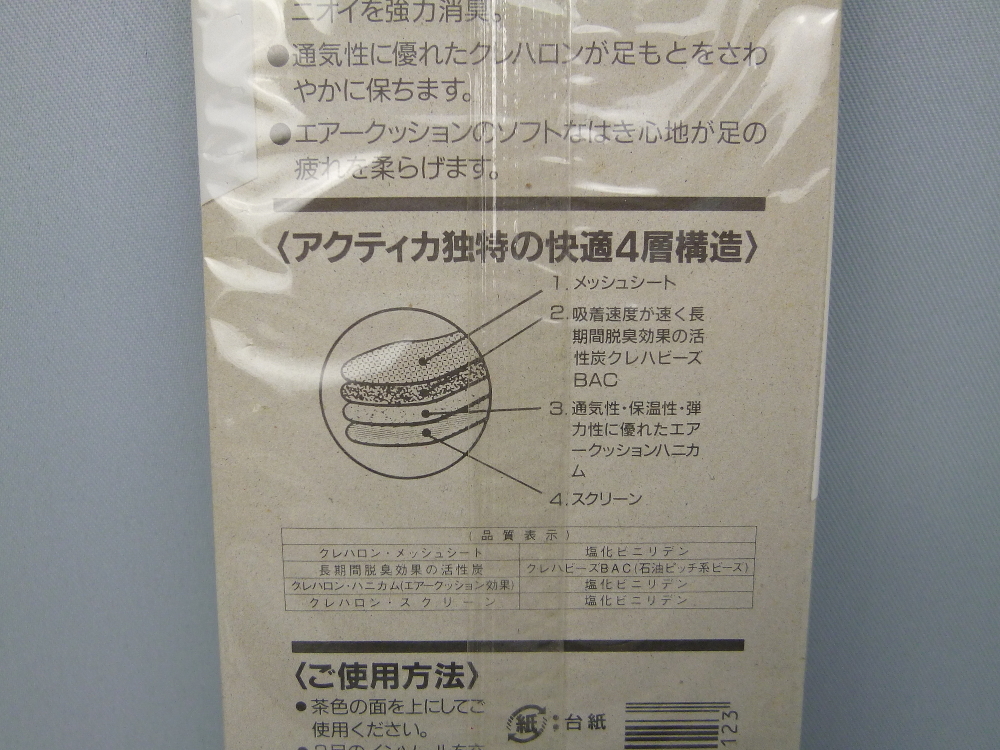 ニオイを強力消臭。
●通気性に優れたクレハロンが足もとをさわ
やかに保ちます。
●エアークッションのソフトなはき心地が足の
疲れを柔らげます。
〈アクティカ独特の快適4層構造〉
1.メッシュシート
2.吸着速度が速く長
期間脱臭効果の活
性炭クレハビーズ
BAC
3.通気性・保温性・弾
力性に優れたエア
ークッションハニカ
ム
4.スクリーン
(品質表示)
クレハロン・メッシュシート 塩化ビニリデン
長期間脱臭効果の活性炭 クレハビーズBAC(石油ピッチ系ビーズ)
クレハロン・ハニカム(エアークッション効果) 塩化ビニリデン
クレハロン・スクリーン 塩化ビニリデン
〈ご使用方法〉
●茶色の面を上にしてご
使用ください。
紙:台紙
123